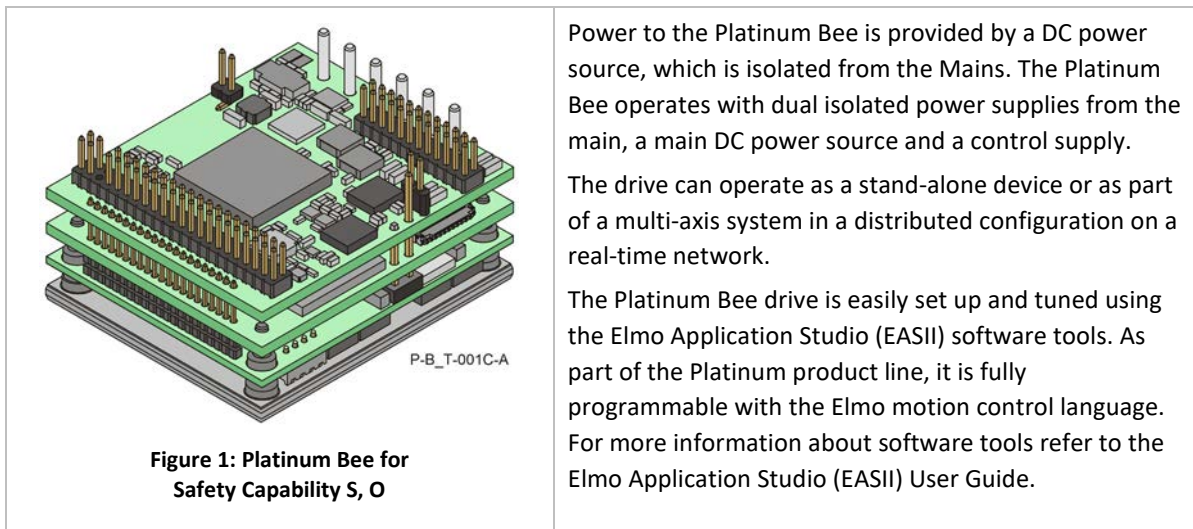 P-B_T-001C-A
Figure 1: Platinum Bee for
Safety Capability S, O
Power to the Platinum Bee is provided by a DC power
source, which is isolated from the Mains. The Platinum
Bee operates with dual isolated power supplies from the
main, a main DC power source and a control supply.
The drive can operate as a stand-alone device or as part
of a multi-axis system in a distributed configuration on a
real-time network.
The Platinum Bee drive is easily set up and tuned using
the Elmo Application Studio (EASII) software tools. As
part of the Platinum product line, it is fully
programmable with the Elmo motion control language.
For more information about software tools refer to the
Elmo Application Studio (EASII) User Guide.